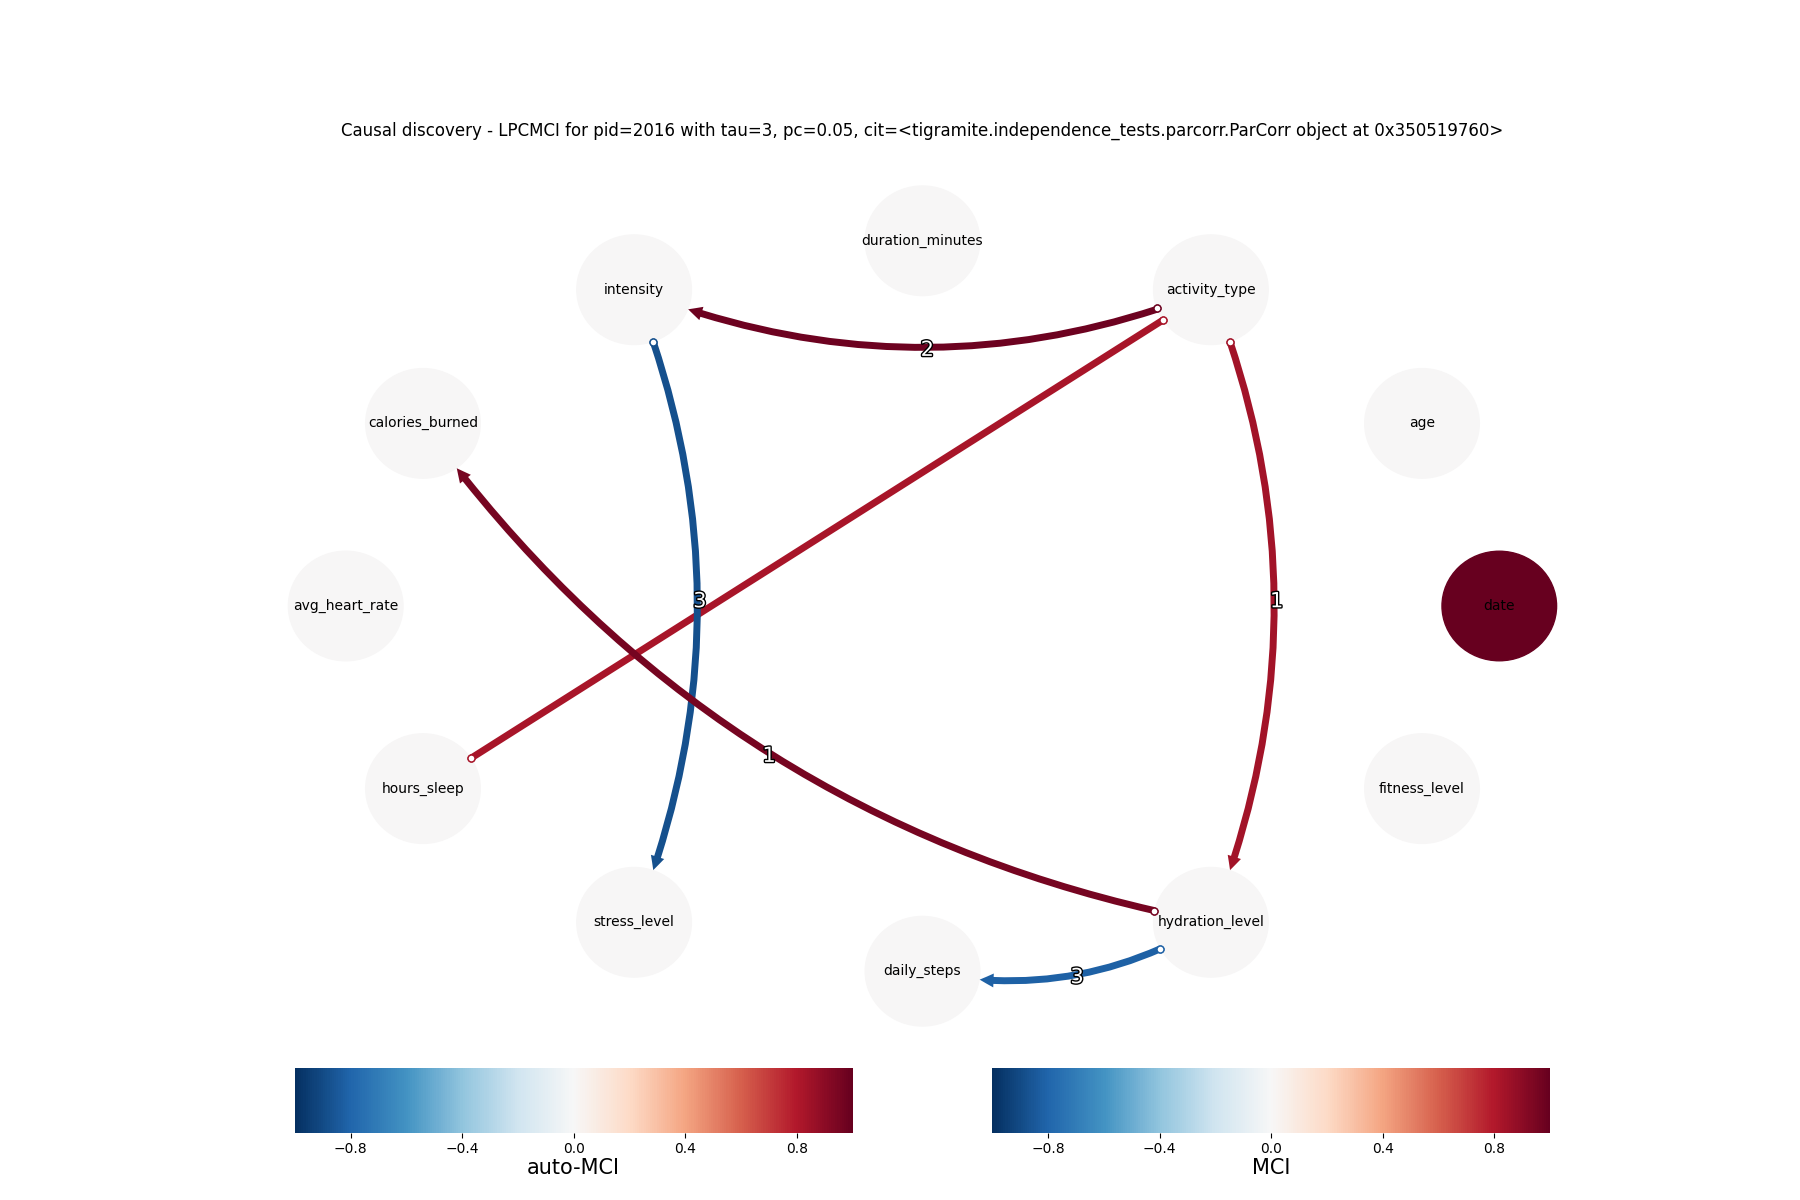 Causal discovery - LPCMCI for pid=2016 with tau=3, pc=0.05, cit=<tigramite.independence_tests.parcorr.ParCorr object at 0x350519760>
duration_minutes
intensity
activity_type
2
calories_burned
age
avg_heart_rate
3
1
date
1
hours_sleep
fitness_level
stress_level
hydration_level
daily_steps
3
−0.8 −0.4 0.0 0.4 0.8
auto-MCI
−0.8 −0.4 0.0 0.4 0.8
MCI